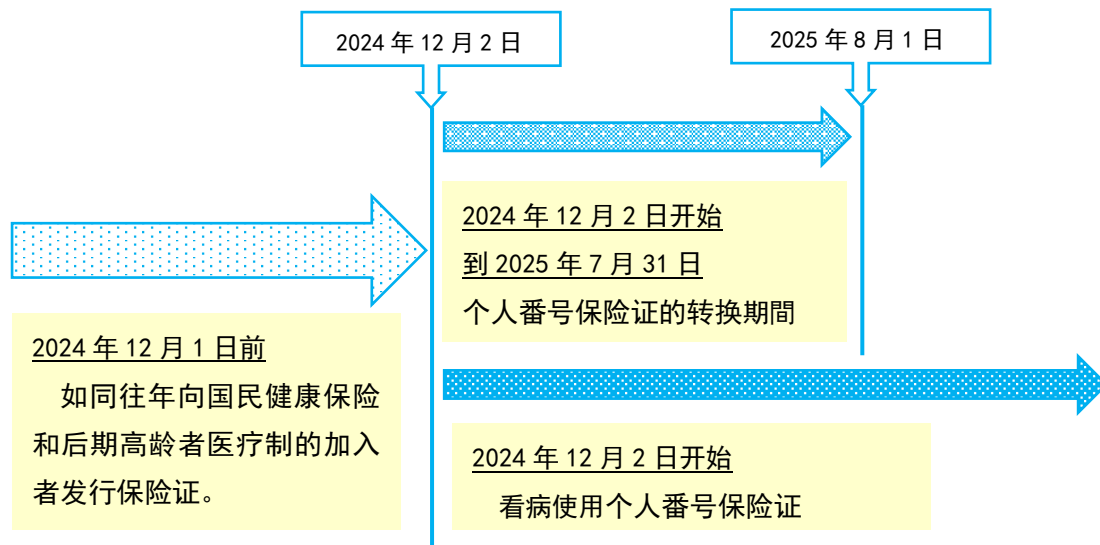 2024 年 12 月 2 日
2025 年 8 月 1 日
2024 年 12 月 2 日开始
到 2025 年 7 月 31 日
个人番号保险证的转换期間
2024 年 12 月 1 日前
如同往年向国民健康保险
和后期高龄者医疗制的加入
者发行保险证。
2024 年 12 月 2 日开始
看病使用个人番号保险证